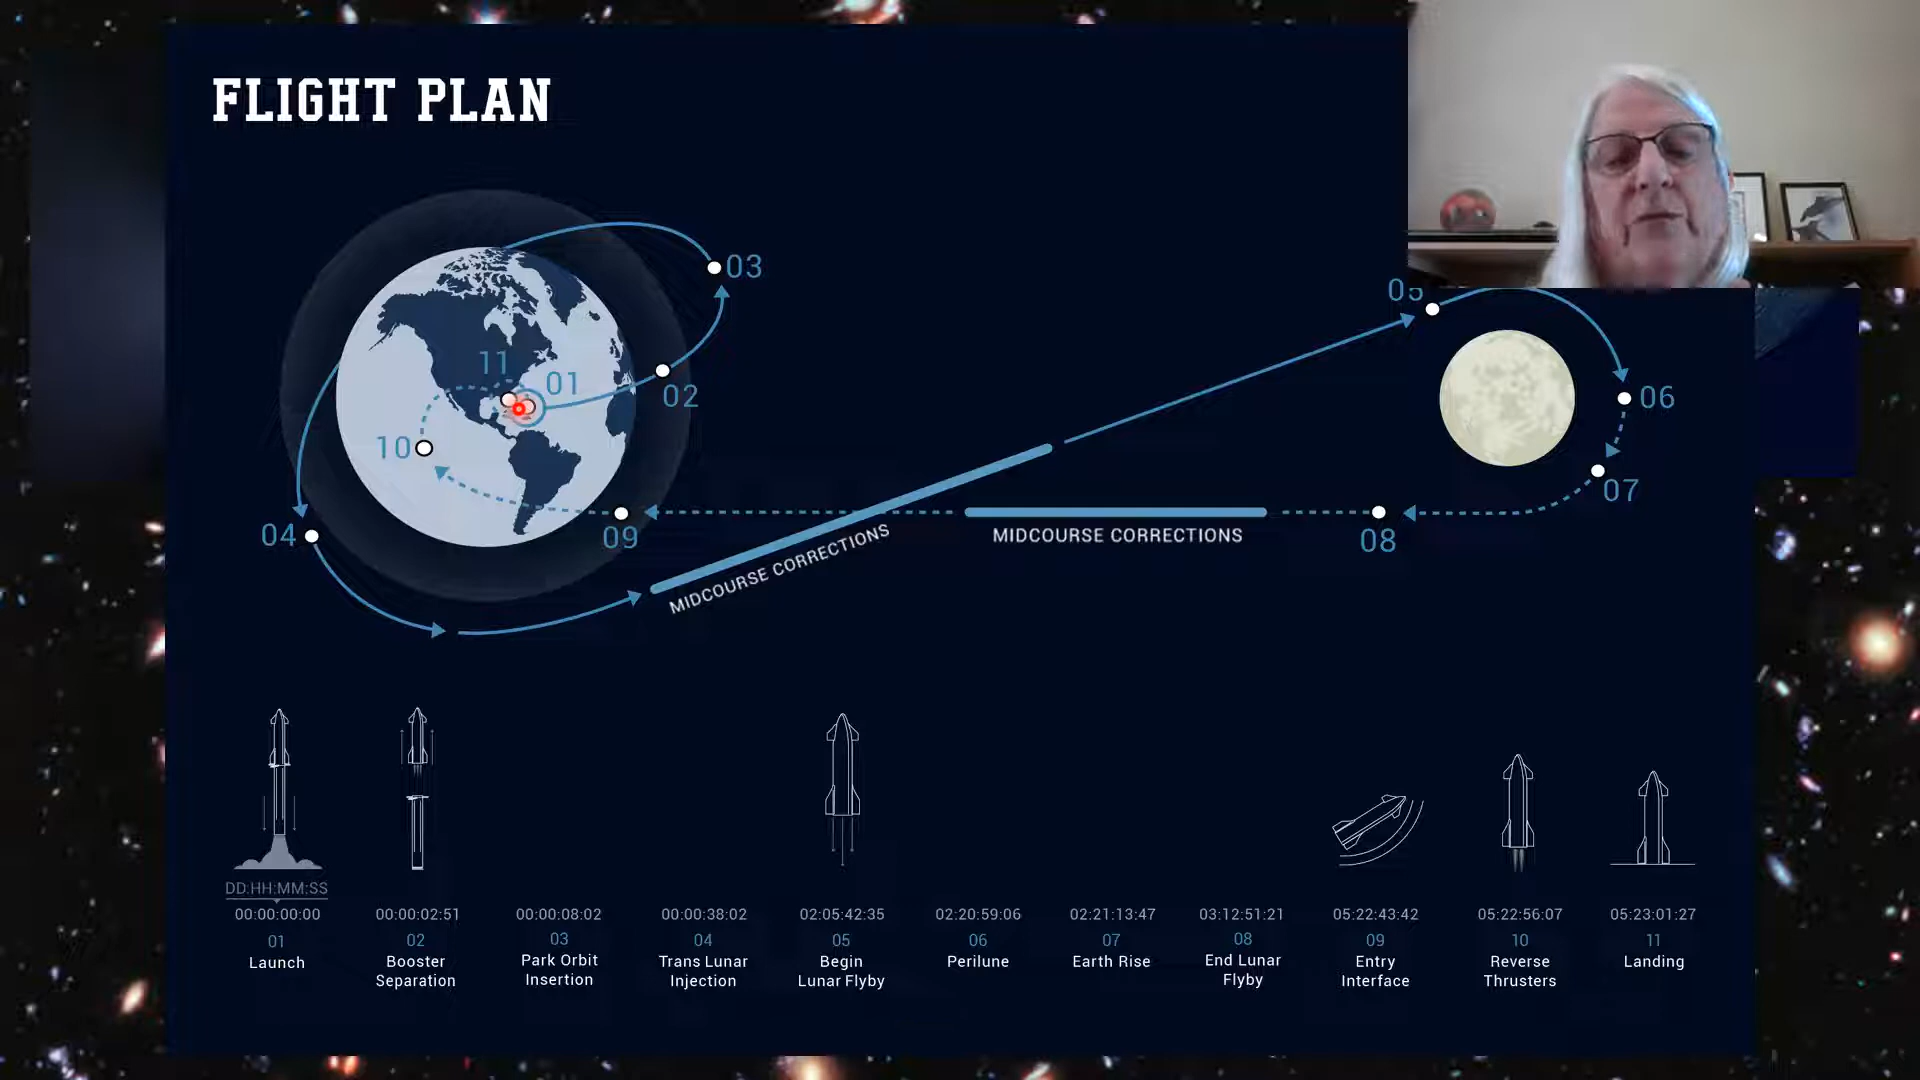 FLIGHT PLAN
03
05
11
01
02
06
10
07
04
09
08
MIDCOURSE CORRECTIONS
MIDCOURSE CORRECTIONS
DD:HH:MM:SS
00:00:00:00
01
Launch
00:00:02:51
02
Booster
Separation
00:00:08:02
03
Park Orbit
Insertion
00:00:38:02
04
Trans Lunar
Injection
02:05:42:35
05
Begin
Lunar Flyby
02:20:59:06
06
Perilune
02:21:13:47
07
Earth Rise
03:12:51:21
08
End Lunar
Flyby
05:22:43:42
09
Entry
Interface
05:22:56:07
10
Reverse
Thrusters
05:23:01:27
11
Landing